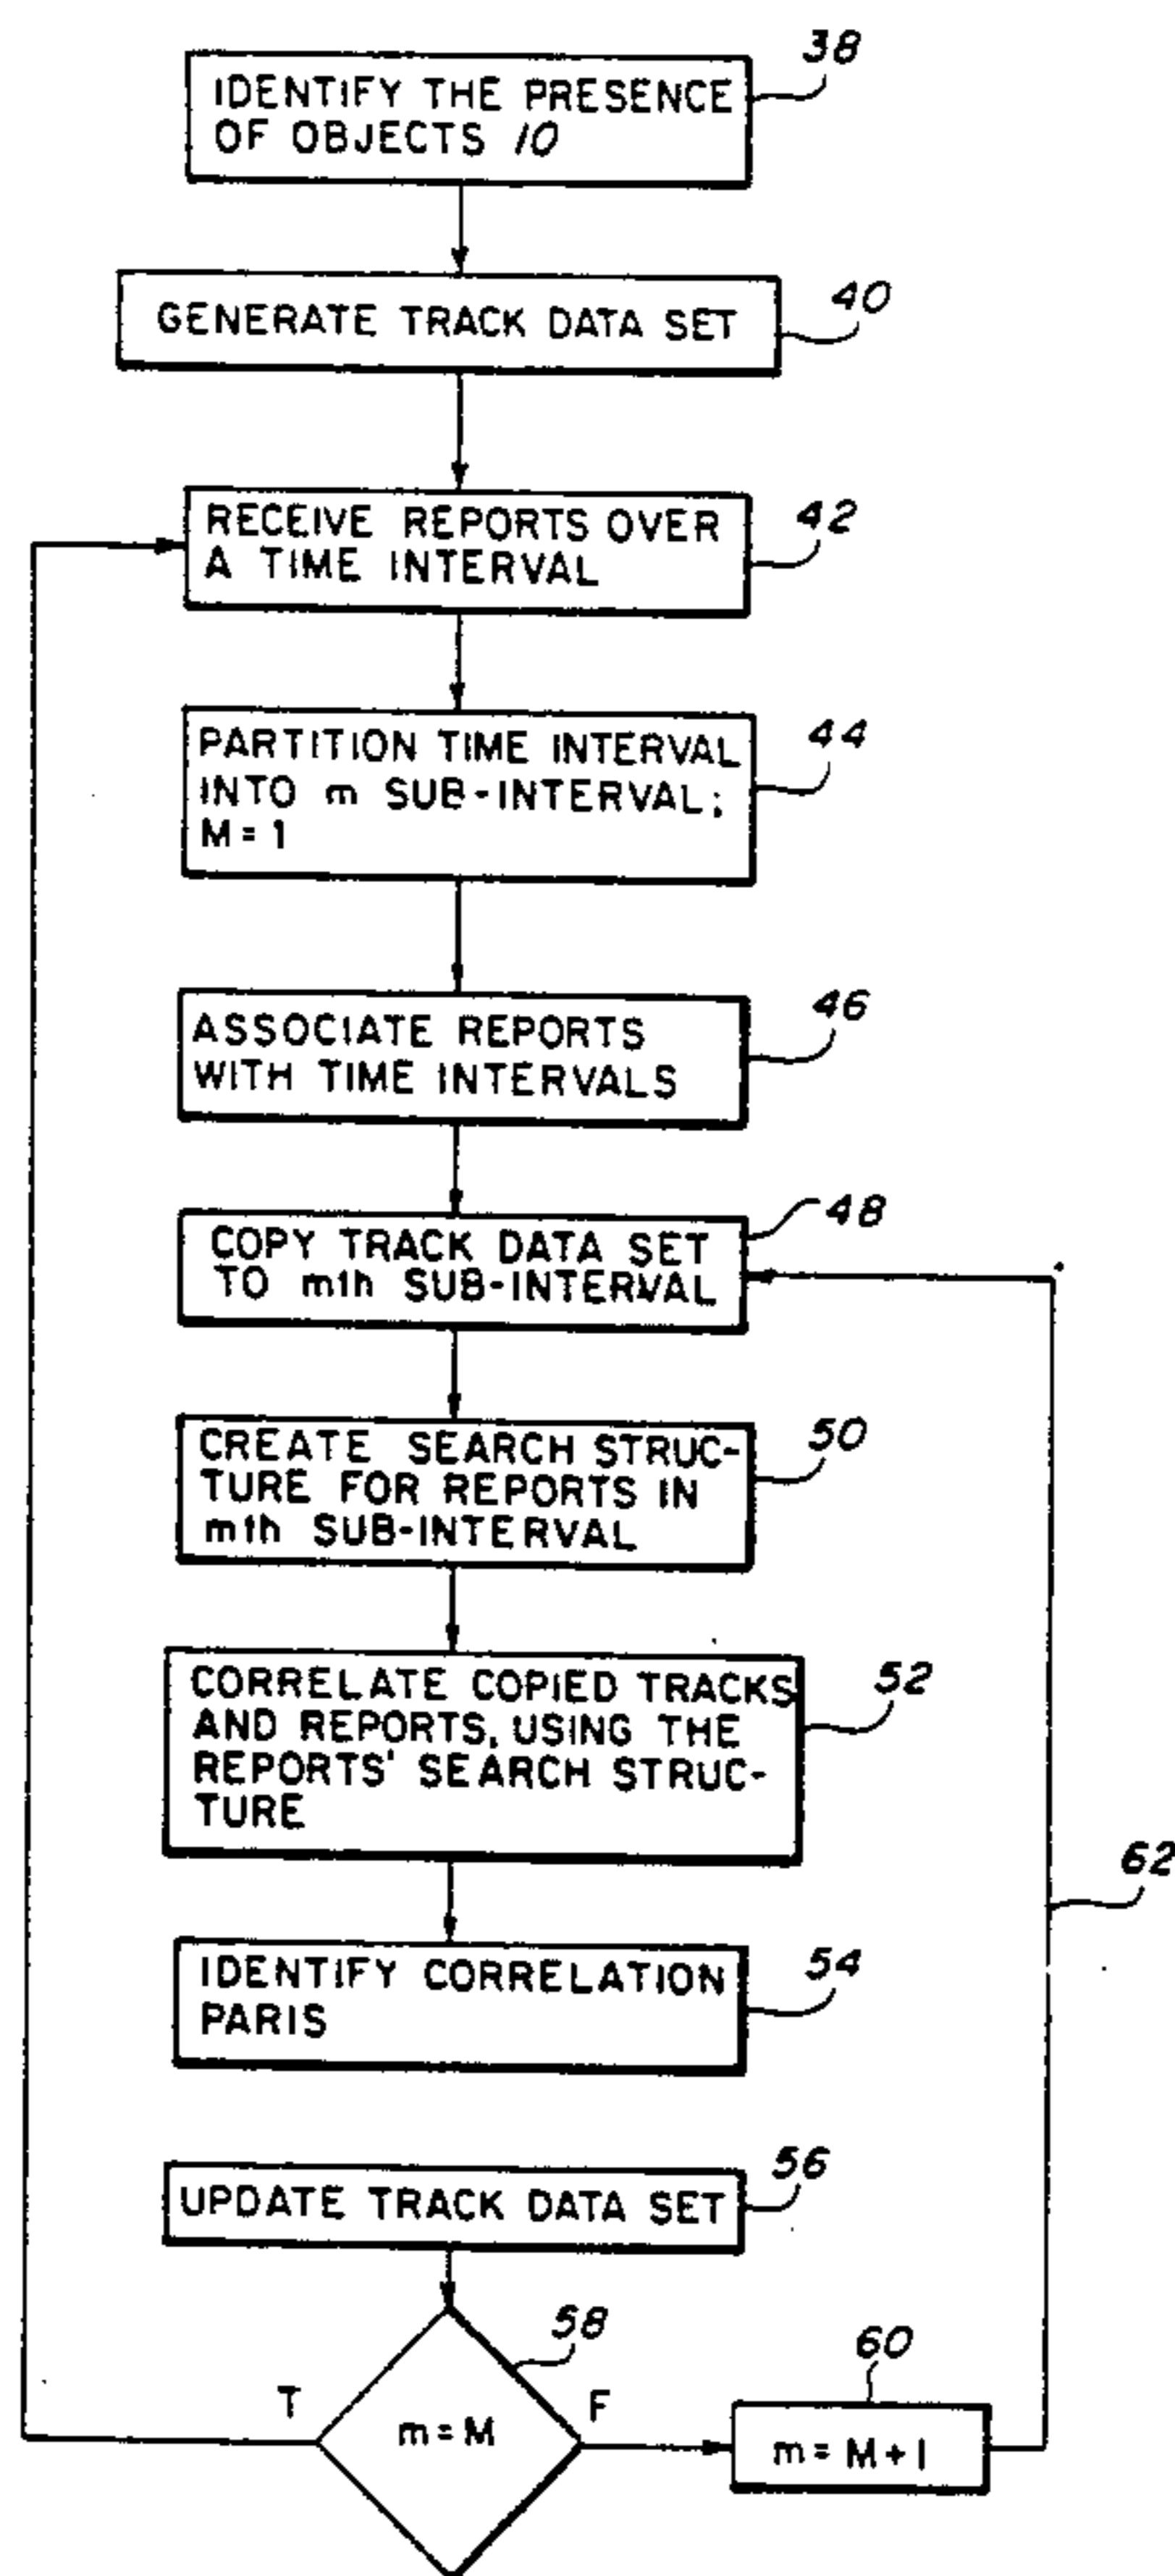 38
IDENTIFY THE PRESENCE
OF OBJECTS 10
40
GENERATE TRACK DATA SET
42
RECEIVE REPORTS OVER
A TIME INTERVAL
44
PARTITION TIME INTERVAL
INTO m SUB-INTERVAL;
M = 1
46
ASSOCIATE REPORTS
WITH TIME INTERVALS
48
COPY TRACK DATA SET
TO mth SUB-INTERVAL
50
CREATE SEARCH STRUC-
TURE FOR REPORTS IN
mth SUB-INTERVAL
52
CORRELATE COPIED TRACKS
AND REPORTS, USING THE
REPORTS' SEARCH STRUC-
TURE
62
54
IDENTIFY CORRELATION
PARIS
56
UPDATE TRACK DATA SET
58
60
T
F
m = M
m = M + 1